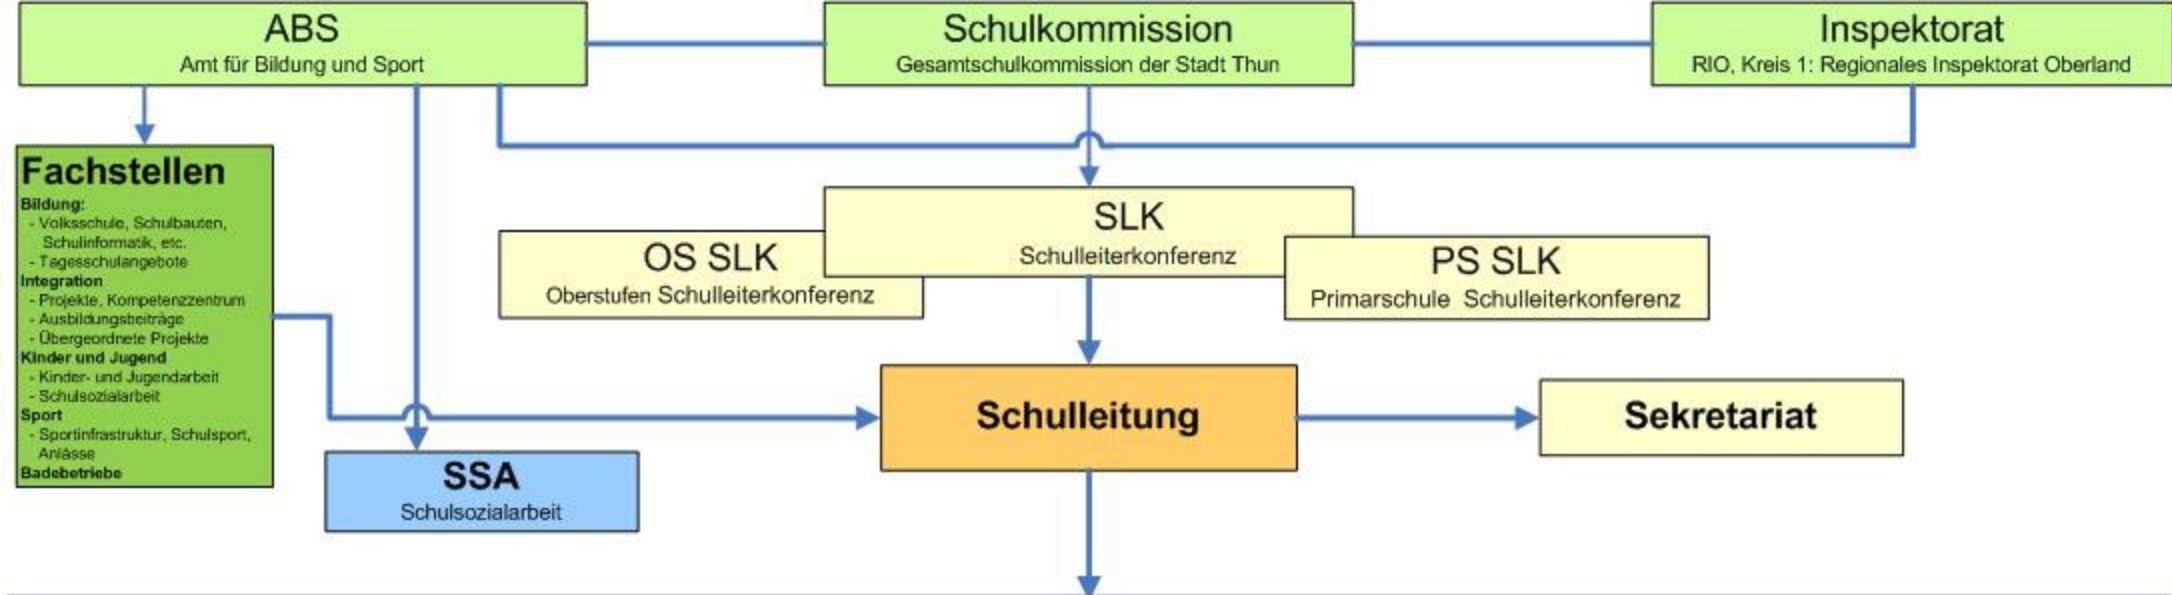 ABS
Amt für Bildung und Sport
Schulkommission
Gesamtschulkommission der Stadt Thun
Inspektorat
RIO, Kreis 1: Regionales Inspektorat Oberland
Fachstellen
Bildung:
- Volksschule, Schulbauten,
Schulinformatik, etc.
- Tagesschulangebote
Integration
- Projekte, Kompetenzzentrum
- Ausbildungsbeiträge
- Übergeordnete Projekte
Kinder und Jugend
- Kinder- und Jugendarbeit
- Schulsozialarbeit
Sport
- Sportinfrastruktur, Schulsport,
Anlässe
Badebetriebe
SLK
Schulleiterkonferenz
OS SLK
Oberstufen Schulleiterkonferenz
PS SLK
Primarschule Schulleiterkonferenz
Schulleitung
Sekretariat
SSA
Schulsozialarbeit